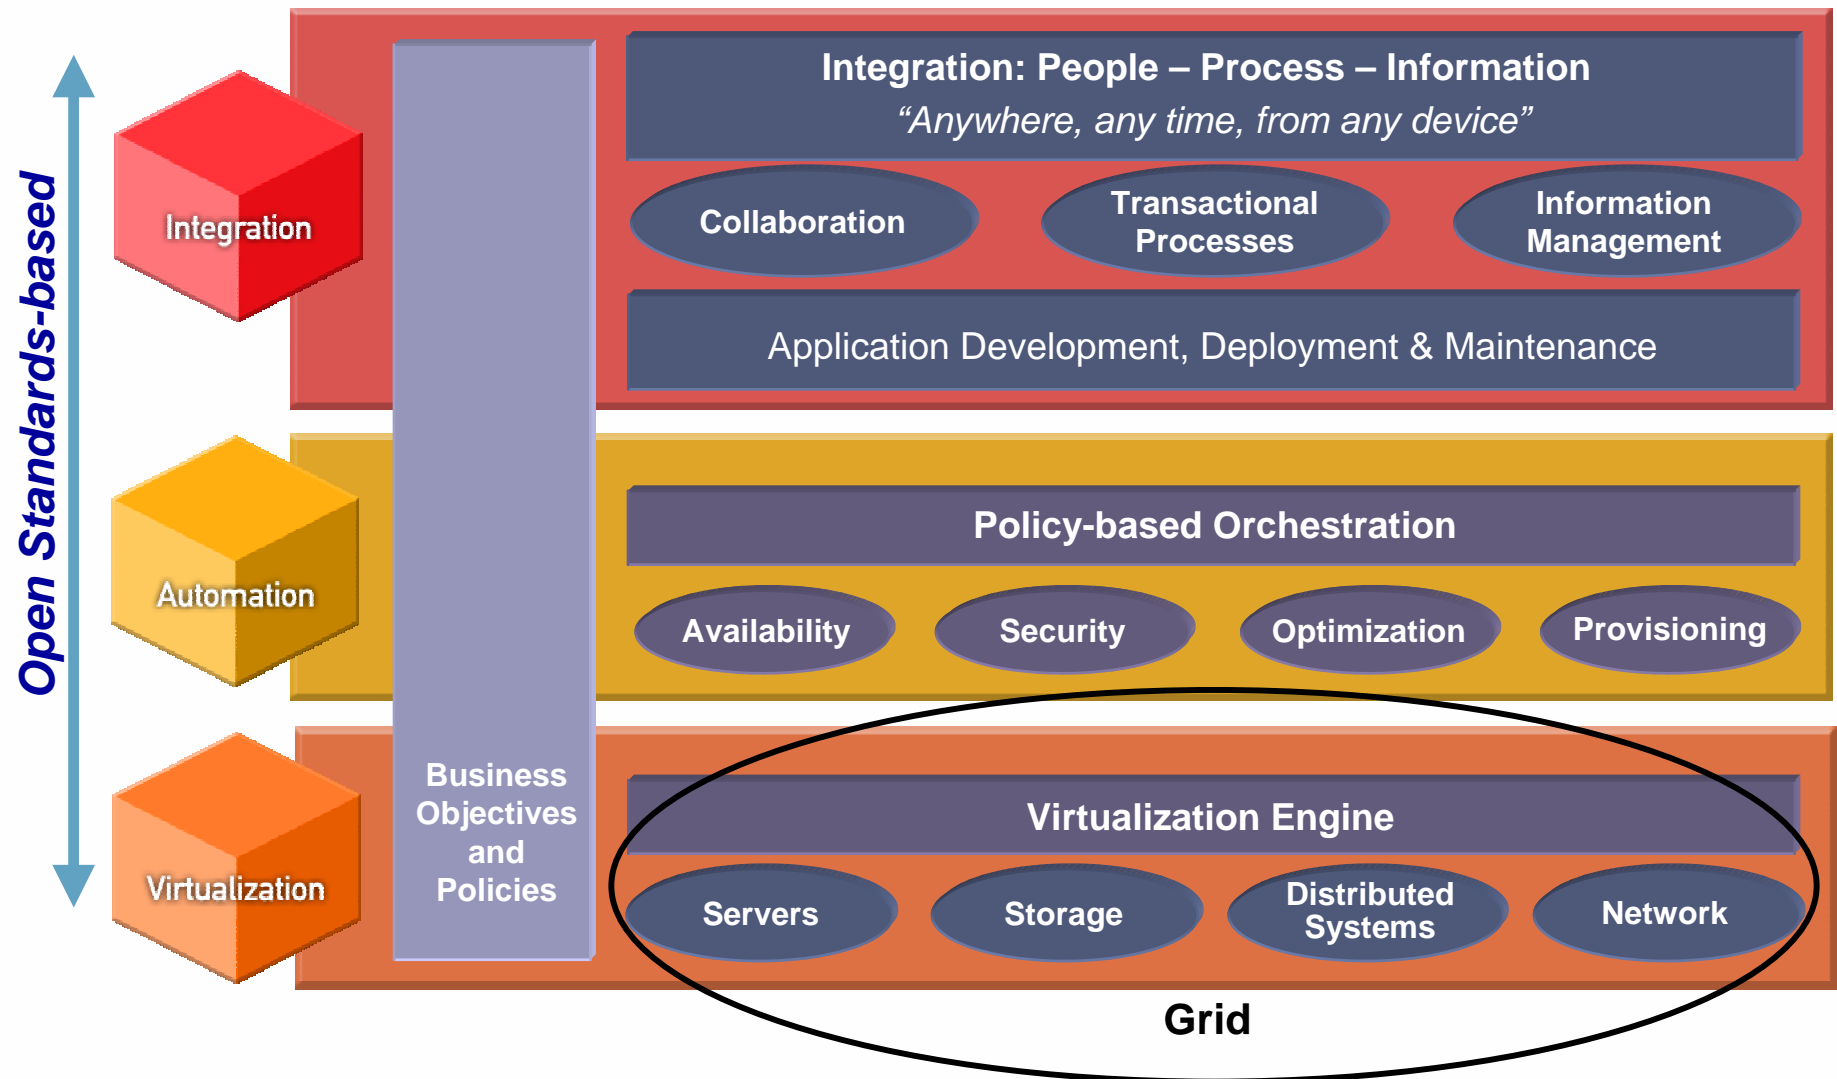 Open Standards-based
Integration
Integration: People – Process – Information
“Anywhere, any time, from any device”
Collaboration
Transactional
Processes
Information
Management
Application Development, Deployment & Maintenance
Automation
Policy-based Orchestration
Availability
Security
Optimization
Provisioning
Virtualization
Business
Objectives
and
Policies
Virtualization Engine
Servers
Storage
Distributed
Systems
Network
Grid